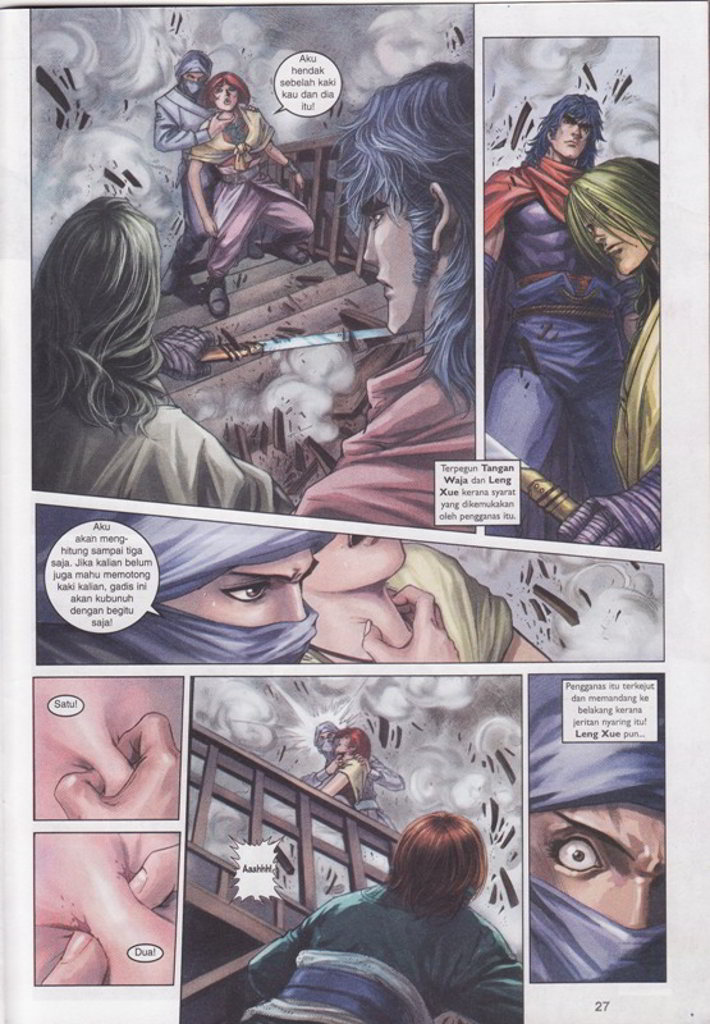 Aku
hendak
sebelah kaki
kau dan dia
itu!
Terpegun Tangan
Waja dan Leng
Xue kerana syarat
yang dikemukakan
oleh pengganas itu.
Aku
akan meng-
hitung sampai tiga
saja. Jika kalian belum
juga mahu memotong
kaki kalian, gadis ini
akan kubunuh
dengan begitu
saja!
Satu!
Dua!
Aaahhh!
Pengganas itu terkejut
dan memandang ke
belakang kerana
jeritan nyaring itu!
Leng Xue pun...
27